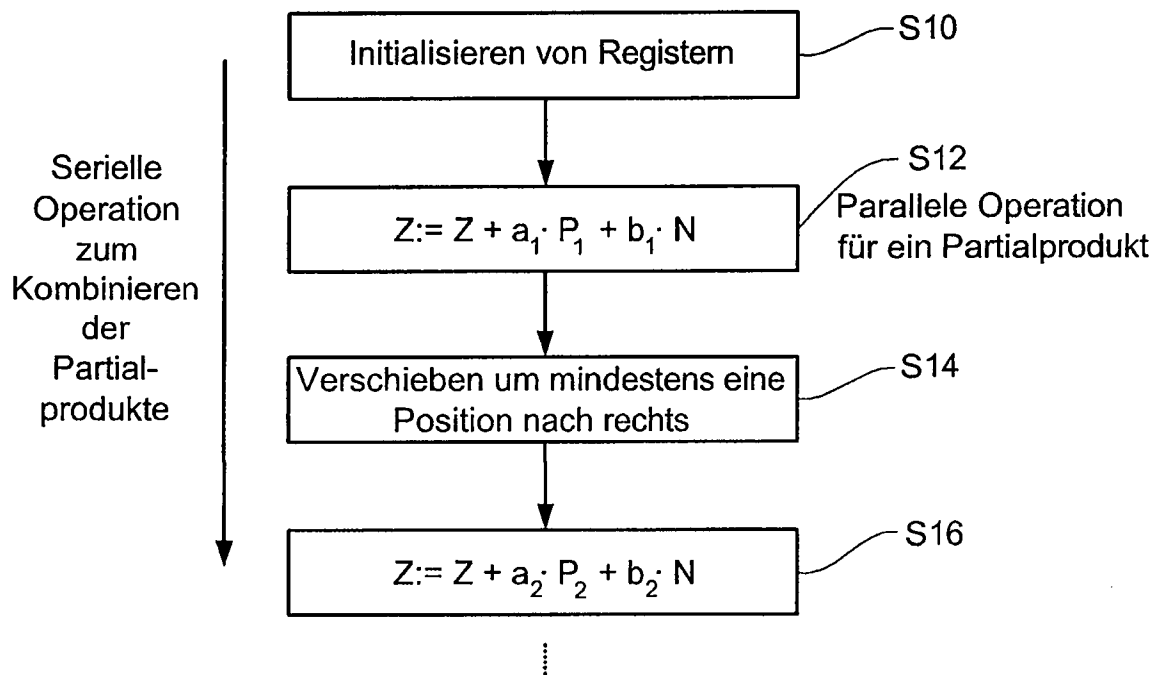 Initialisieren von Registern
S10
Serielle
Operation
zum
Kombinieren
der
Partial-
produkte
S12
Z:= Z + a₁· P₁ + b₁· N
Parallele Operation
für ein Partialprodukt
S14
Verschieben um mindestens eine
Position nach rechts
S16
Z:= Z + a₂· P₂ + b₂· N